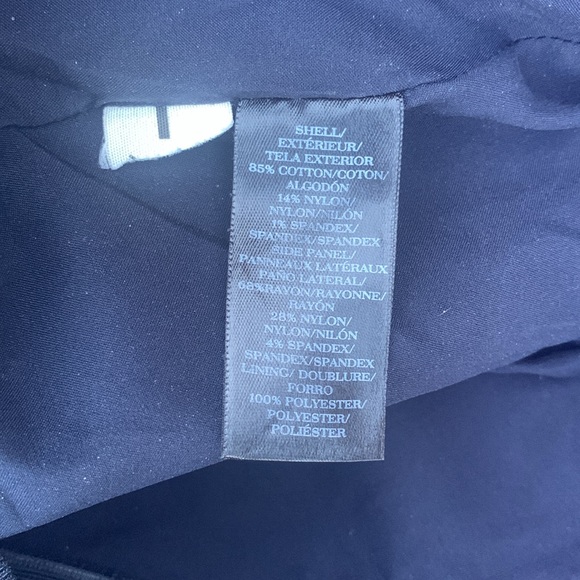 SHELL/
EXTÉRIEUR/
TELA EXTERIOR
85% COTTON/COTON/
ALGODÓN
14% NYLON/
NYLON/NILÓN
1% SPANDEX/
SPANDEX/SPANDEX
SIDE PANEL/
PANNEAUX LATÉRAUX
PAÑO LATERAL/
68%RAYON/RAYONNE/
RAYÓN
28% NYLON/
NYLON/NILÓN
4% SPANDEX/
SPANDEX/SPANDEX
LINING/ DOUBLURE/
FORRO
100% POLYESTER/
POLYESTER/
POLIÉSTER